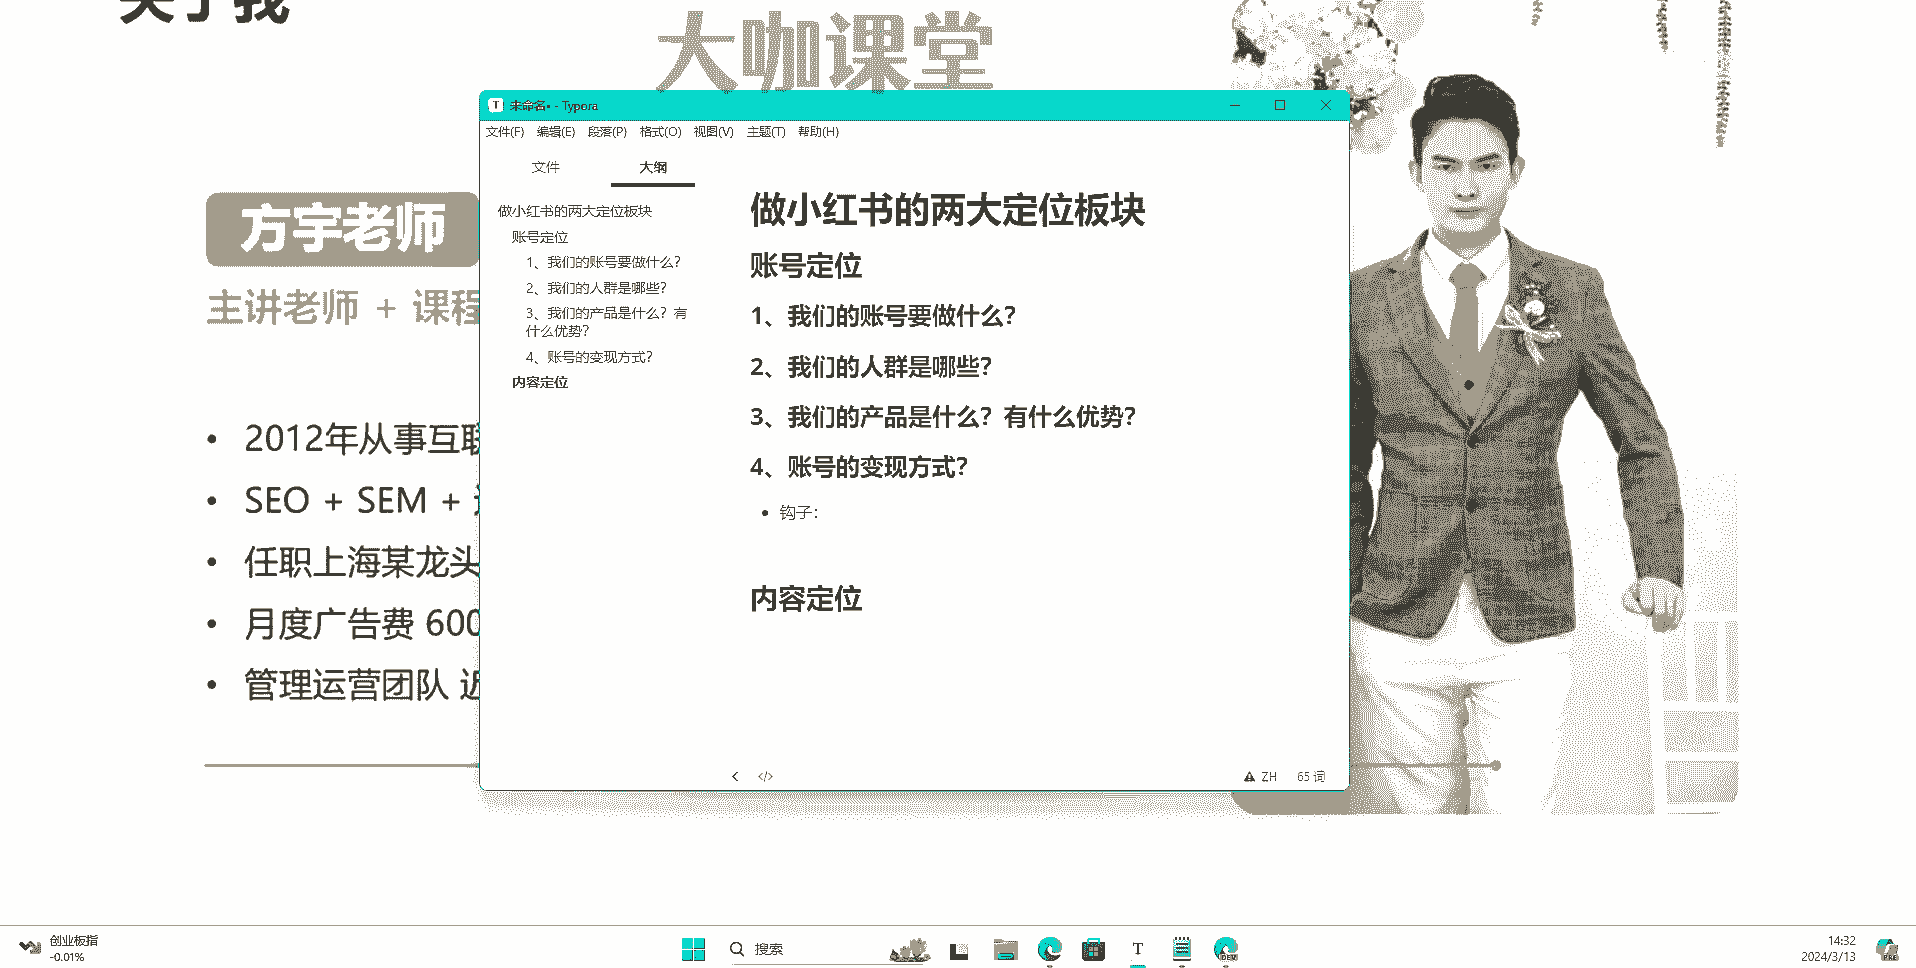 关于我
大咖课堂
方宇老师
主讲老师 + 课程
2012年从事互联
SEO + SEM +
任职上海某龙头
月度广告费 600
管理运营团队 近
未命名• - Typora
文件(F) 编辑(E) 段落(P) 格式(O) 视图(V) 主题(T) 帮助(H)
文件 大纲
做小红书的两大定位板块
账号定位
1、我们的账号要做什么?
2、我们的人群是哪些?
3、我们的产品是什么? 有
什么优势?
4、账号的变现方式?
内容定位
做小红书的两大定位板块
账号定位
1、我们的账号要做什么?
2、我们的人群是哪些?
3、我们的产品是什么? 有什么优势?
4、账号的变现方式?
钩子:
内容定位
</> ZH 65 词
创业板指
-0.01%
搜索
T
DEV
14:32
2024/3/13
PRE